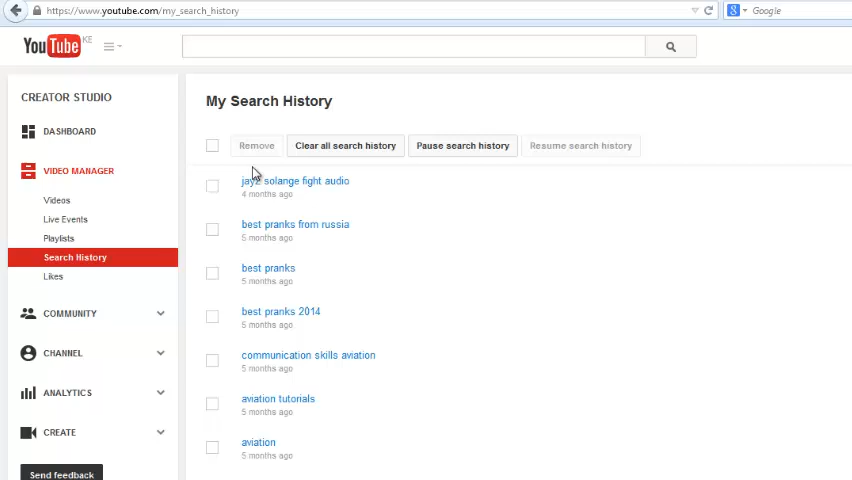 https://www.youtube.com/my_search_history
Google
YouTube KE
CREATOR STUDIO
DASHBOARD
VIDEO MANAGER
Videos
Live Events
Playlists
Search History
Likes
COMMUNITY
CHANNEL
ANALYTICS
CREATE
Send feedback
My Search History
Remove
Clear all search history
Pause search history
Resume search history
jayz solange fight audio
4 months ago
best pranks from russia
5 months ago
best pranks
5 months ago
best pranks 2014
5 months ago
communication skills aviation
5 months ago
aviation tutorials
5 months ago
aviation
5 months ago